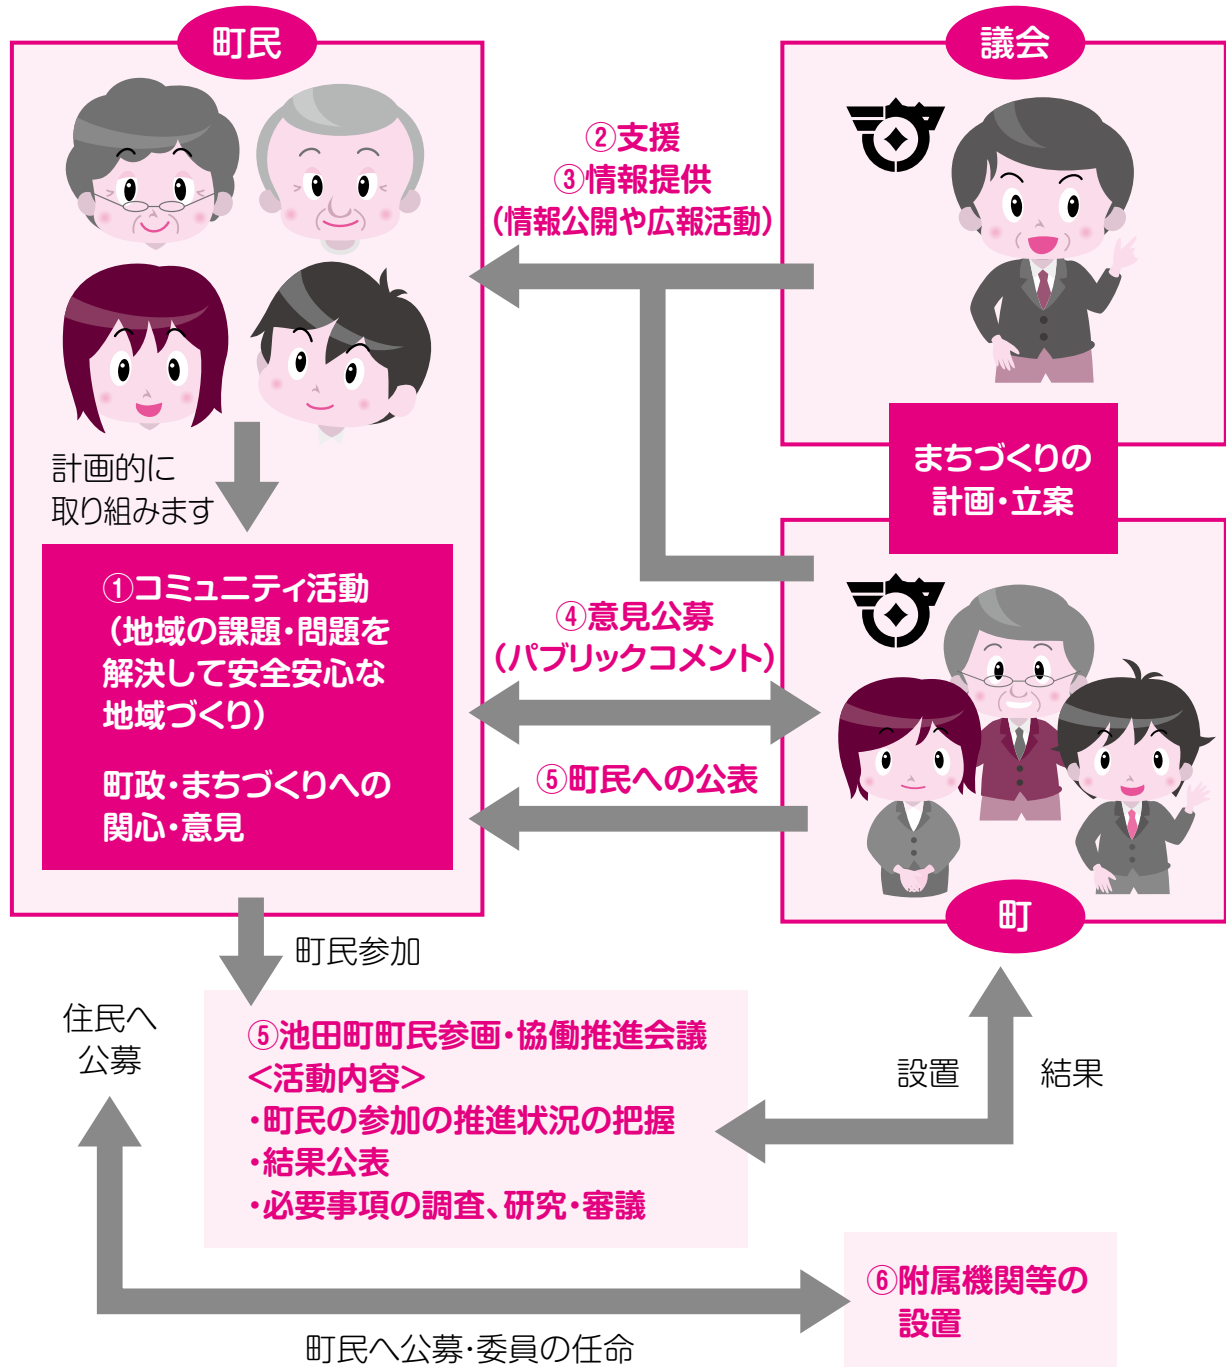 町民
議会
②支援
③情報提供
（情報公開や広報活動）
計画的に
取り組みます
まちづくりの
計画・立案
①コミュニティ活動
（地域の課題・問題を
解決して安全安心な
地域づくり）
町政・まちづくりへの
関心・意見
④意見公募
（パブリックコメント）
⑤町民への公表
町
町民参加
住民へ
公募
⑤池田町町民参画・協働推進会議
＜活動内容＞
・町民の参加の推進状況の把握
・結果公表
・必要事項の調査、研究・審議
設置
結果
⑥附属機関等の
設置
町民へ公募・委員の任命